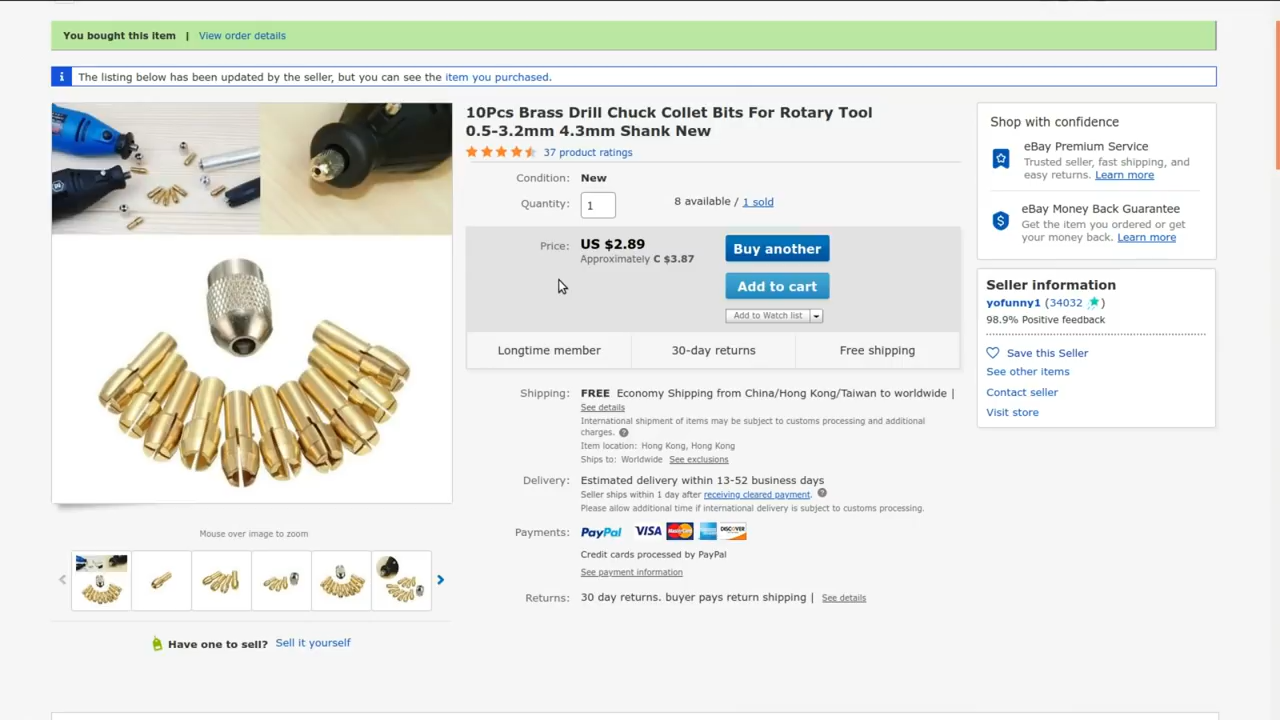 You bought this item | View order details
i The listing below has been updated by the seller, but you can see the item you purchased.
10Pcs Brass Drill Chuck Collet Bits For Rotary Tool
0.5-3.2mm 4.3mm Shank New
37 product ratings
Condition: New
Quantity: 1 8 available / 1 sold
Price: US $2.89
Approximately C $3.87
Buy another
Add to cart
Add to Watch list
Longtime member 30-day returns Free shipping
Shipping: FREE Economy Shipping from China/Hong Kong/Taiwan to worldwide |
See details
International shipment of items may be subject to customs processing and additional
charges. ?
Item location: Hong Kong, Hong Kong
Ships to: Worldwide See exclusions
Delivery: Estimated delivery within 13-52 business days
Seller ships within 1 day after receiving cleared payment. ?
Please allow additional time if international delivery is subject to customs processing.
Payments: PayPal VISA MasterCard DISCOVER
Credit cards processed by PayPal
See payment information
Returns: 30 day returns. buyer pays return shipping | See details
Mouse over image to zoom
Have one to sell? Sell it yourself
Shop with confidence
eBay Premium Service
Trusted seller, fast shipping, and
easy returns. Learn more
$ eBay Money Back Guarantee
Get the item you ordered or get
your money back. Learn more
Seller information
yofunny1 (34032 )
98.9% Positive feedback
Save this Seller
See other items
Contact seller
Visit store